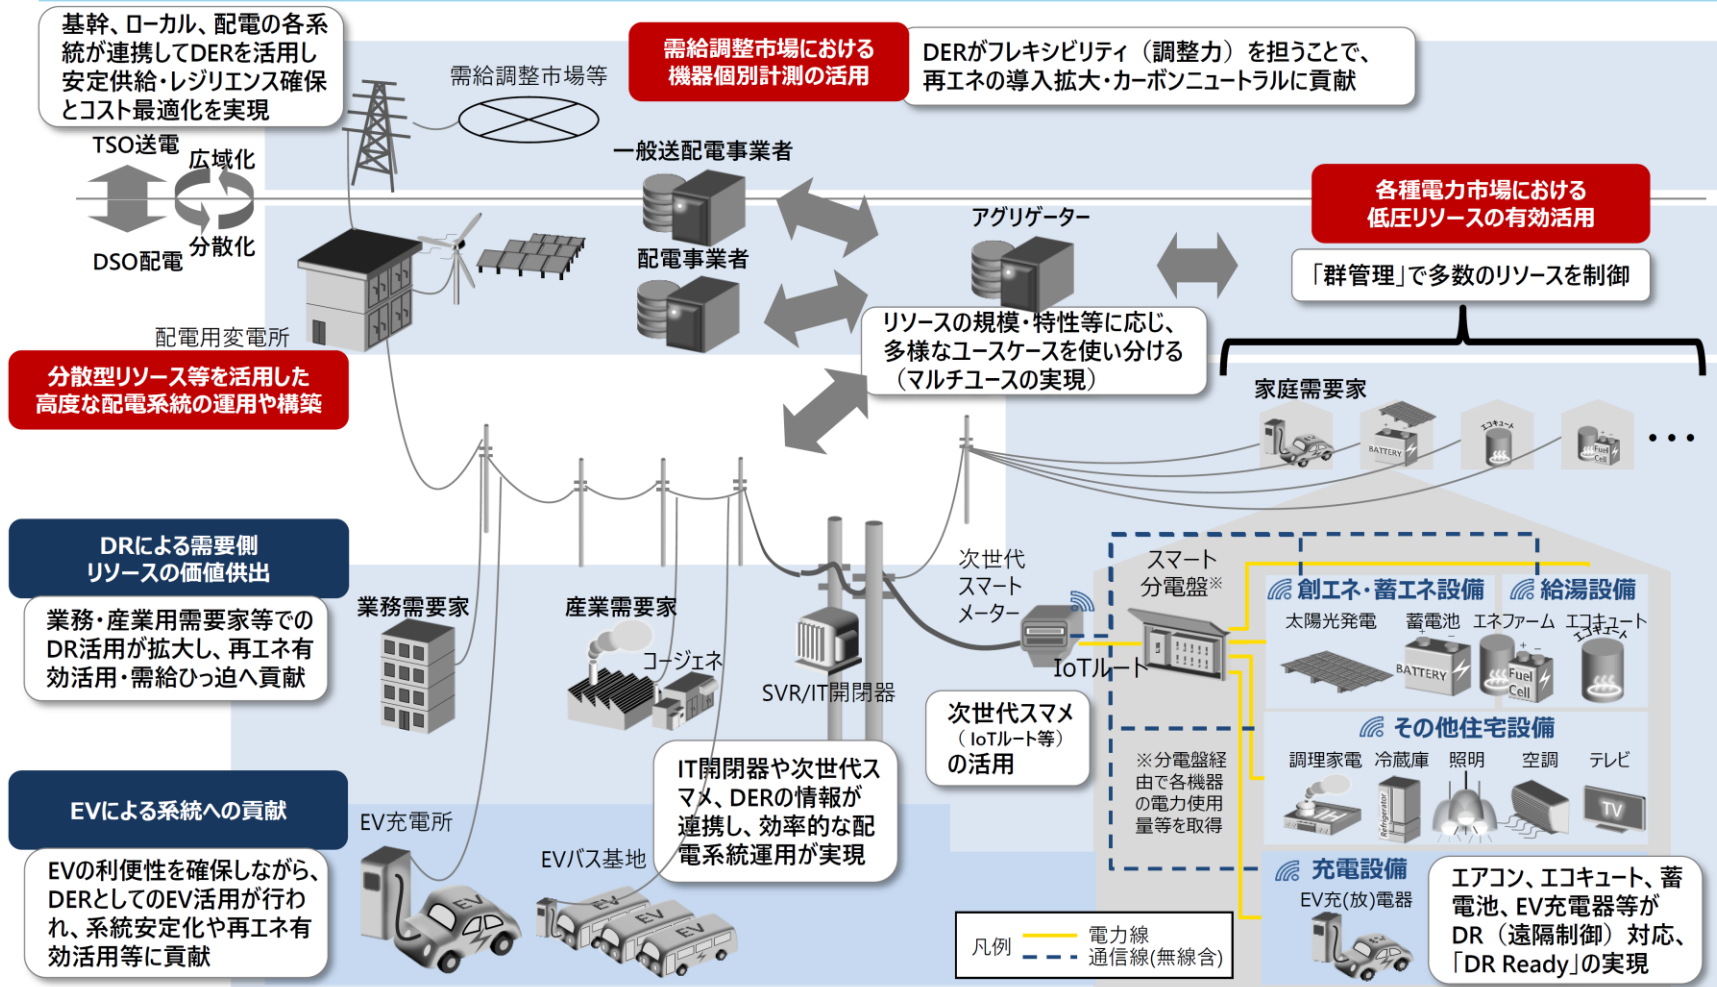 基幹、ローカル、配電の各系
統が連携してDERを活用し
安定供給・レジリエンス確保
とコスト最適化を実現
需給調整市場等
需給調整市場における
機器個別計測の活用
DERがフレキシビリティ（調整力）を担うことで、
再エネの導入拡大・カーボンニュートラルに貢献
TSO送電
広域化
分散化
DSO配電
一般送配電事業者
配電事業者
アグリゲーター
各種電力市場における
低圧リソースの有効活用
「群管理」で多数のリソースを制御
配電用変電所
リソースの規模・特性等に応じ、
多様なユースケースを使い分ける
（マルチユースの実現）
分散型リソース等を活用した
高度な配電系統の運用や構築
家庭需要家
BATTERY
エコキュート
Fuel
Cell
・・・
DRによる需要側
リソースの価値供出
業務・産業用需要家等での
DR活用が拡大し、再エネ有
効活用・需給ひっ迫へ貢献
業務需要家
産業需要家
コージェネ
SVR/IT開閉器
次世代
スマート
メーター
IoTルート
スマート
分電盤※
創エネ・蓄エネ設備
給湯設備
太陽光発電
蓄電池
エネファーム
エコキュート
BATTERY
Fuel
Cell
エコキュート
次世代スマメ
（ IoTルート等）
の活用
※分電盤経
由で各機器
の電力使用
量等を取得
その他住宅設備
調理家電
冷蔵庫
照明
空調
テレビ
IH
Refrigerator
TV
EVによる系統への貢献
EVの利便性を確保しながら、
DERとしてのEV活用が行わ
れ、系統安定化や再エネ有
効活用等に貢献
EV充電所
EV
EVバス基地
EV
EV
EV
IT開閉器や次世代ス
マメ、DERの情報が
連携し、効率的な配
電系統運用が実現
凡例
電力線
通信線(無線含)
充電設備
EV充(放)電器
エアコン、エコキュート、蓄
電池、EV充電器等が
DR（遠隔制御）対応、
「DR Ready」の実現